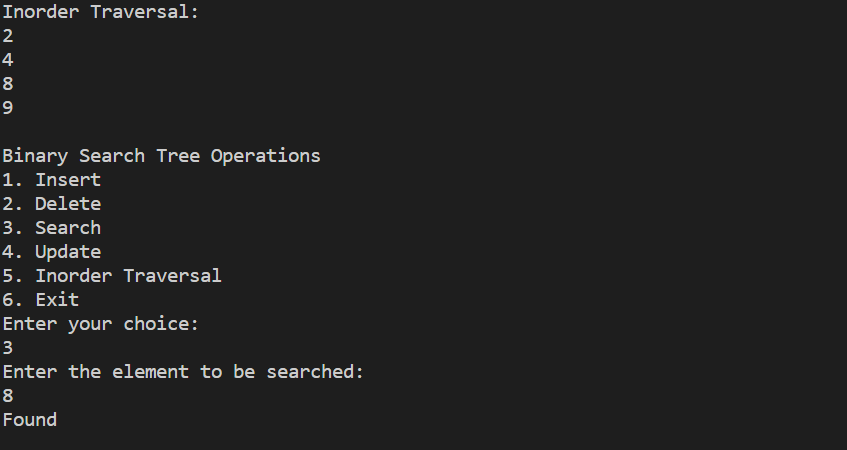 Inorder Traversal:
2
4
8
9
Binary Search Tree Operations
1. Insert
2. Delete
3. Search
4. Update
5. Inorder Traversal
6. Exit
Enter your choice:
3
Enter the element to be searched:
8
Found